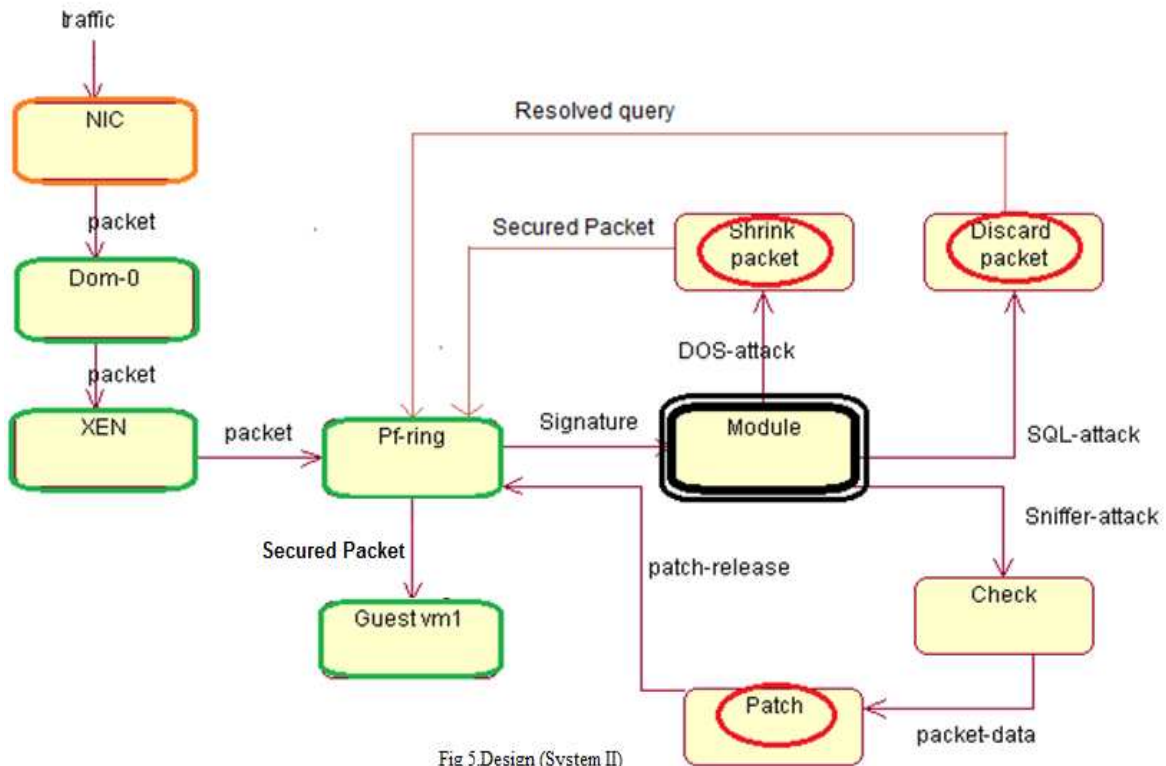 traffic
NIC
packet
Dom-0
packet
XEN
packet
Pf-ring
Signature
Module
Resolved query
Secured Packet
Shrink
packet
Discard
packet
DOS-attack
SQL-attack
Sniffer-attack
Check
packet-data
Patch
patch-release
Secured Packet
Guest vm1
Fig 5.Design (System II)